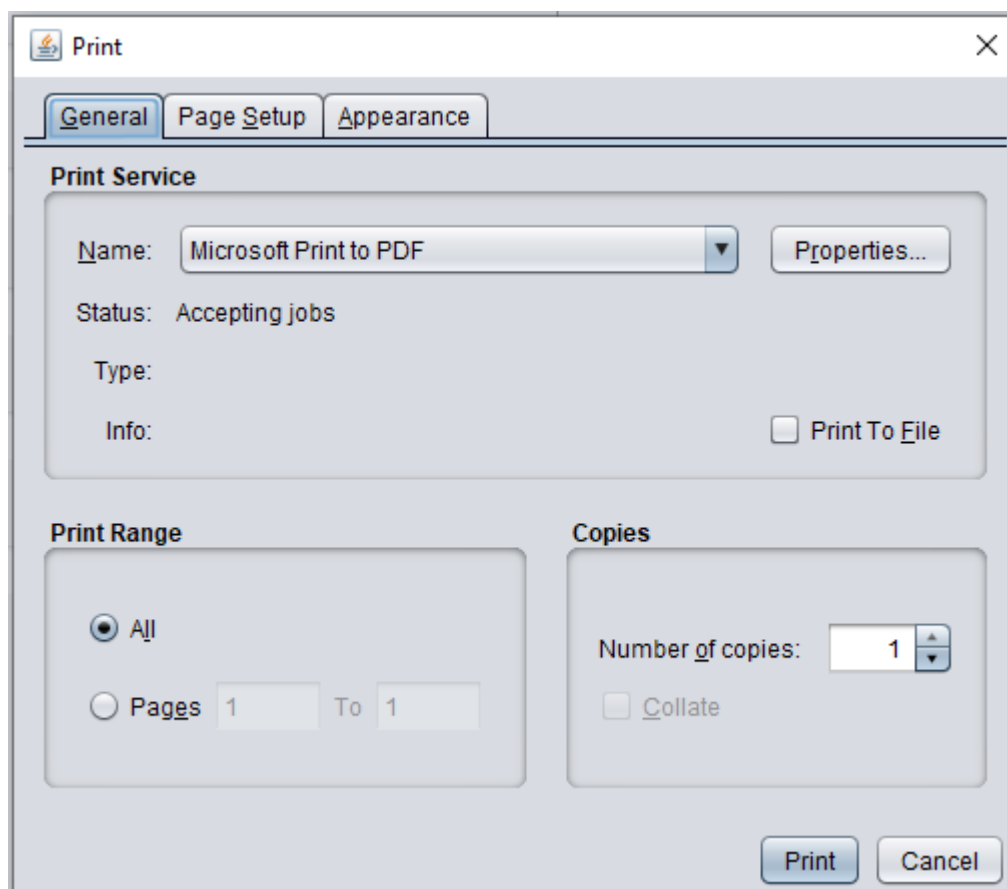 Print
General Page Setup Appearance
Print Service
Name: Microsoft Print to PDF Properties...
Status: Accepting jobs
Type:
Info: Print To File
Print Range
All
Pages 1 To 1
Copies
Number of copies: 1
Collate
Print Cancel